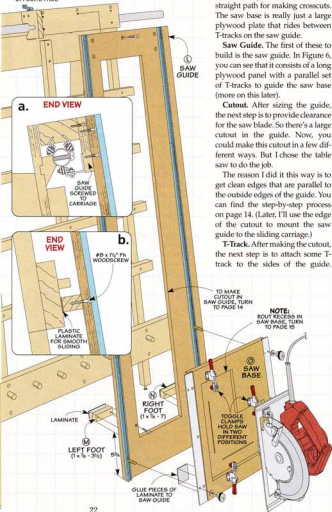 straight path for making crosscuts.
The saw base is really just a large
plywood plate that rides between
T-tracks on the saw guide.
Saw Guide. The first of these to
build is the saw guide. In Figure 6,
you can see that it consists of a long
plywood panel with a parallel set
of T-tracks to guide the saw base
(more on this later).
Cutout. After sizing the guide,
the next step is to provide clearance
for the saw blade. So there's a large
cutout in the guide. Now, you
could make this cutout in a few dif-
ferent ways. But I chose the table
saw to do the job.
The reason I did it this way is to
get clean edges that are parallel to
the outside edges of the guide. You
can find the step-by-step process
on page 14. (Later, I'll use the edge
of the cutout to mount the saw
guide to the sliding carriage.)
T-Track. After making the cutout,
the next step is to attach some T-
track to the sides of the guide.
L
SAW
GUIDE
a.
END VIEW
SAW
GUIDE
SCREWED
TO
CARRIAGE
END
VIEW
b.
#8 x 1½" Fh
WOODSCREW
PLASTIC
LAMINATE
FOR SMOOTH
SLIDING
TO MAKE
CUTOUT IN
SAW GUIDE, TURN
TO PAGE 14
NOTE:
ROUT RECESS IN
SAW BASE, TURN
TO PAGE 15
O
SAW
BASE
N
RIGHT
FOOT
(1 x ⅞ - 7)
TOGGLE
CLAMPS
HOLD SAW
IN TWO
DIFFERENT
POSITIONS
LAMINATE
M
LEFT FOOT
(1 x ⅞ - 3½)
GLUE PIECES OF
LAMINATE TO
SAW GUIDE
22